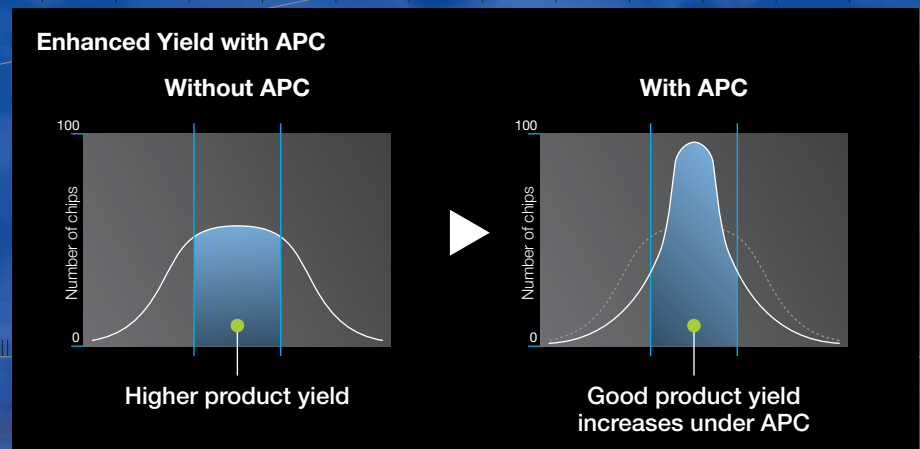 Enhanced Yield with APC
Without APC
With APC
100
Number of chips
0
Higher product yield
100
Number of chips
0
Good product yield
increases under APC